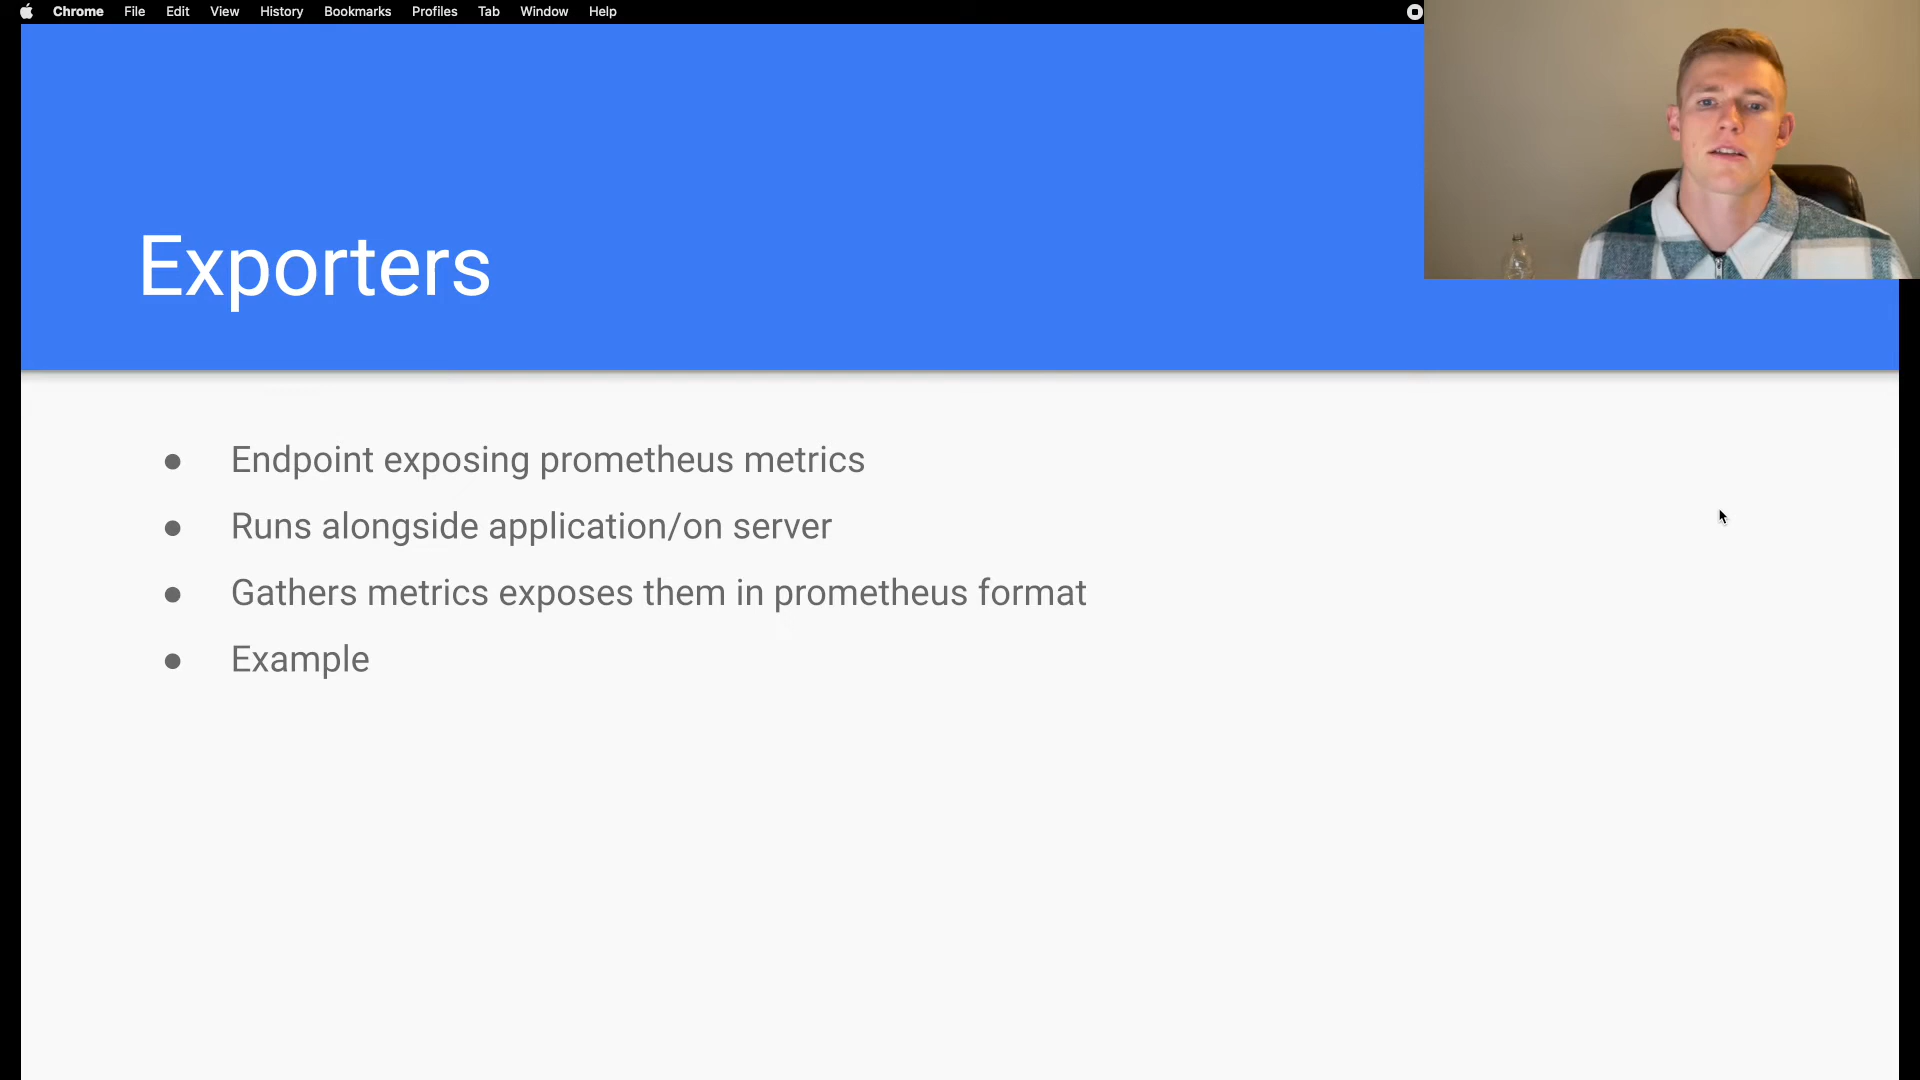 Chrome File Edit View History Bookmarks Profiles Tab Window Help
Exporters
● Endpoint exposing prometheus metrics
● Runs alongside application/on server
● Gathers metrics exposes them in prometheus format
● Example